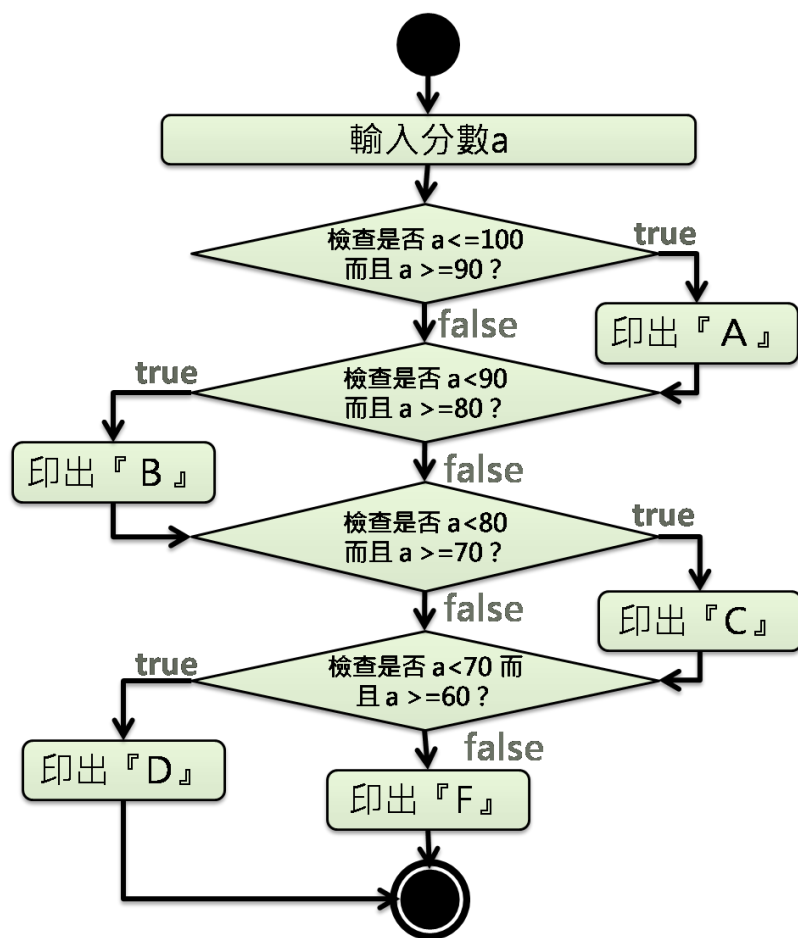 輸入分數a
檢查是否 a<=100
而且 a >=90 ?
true
false
印出『 A 』
true
檢查是否 a<90
而且 a >=80 ?
印出『 B 』
false
檢查是否 a<80
而且 a >=70 ?
true
false
印出『C』
true
檢查是否 a<70 而
且 a >=60 ?
false
印出『D』
印出『F』